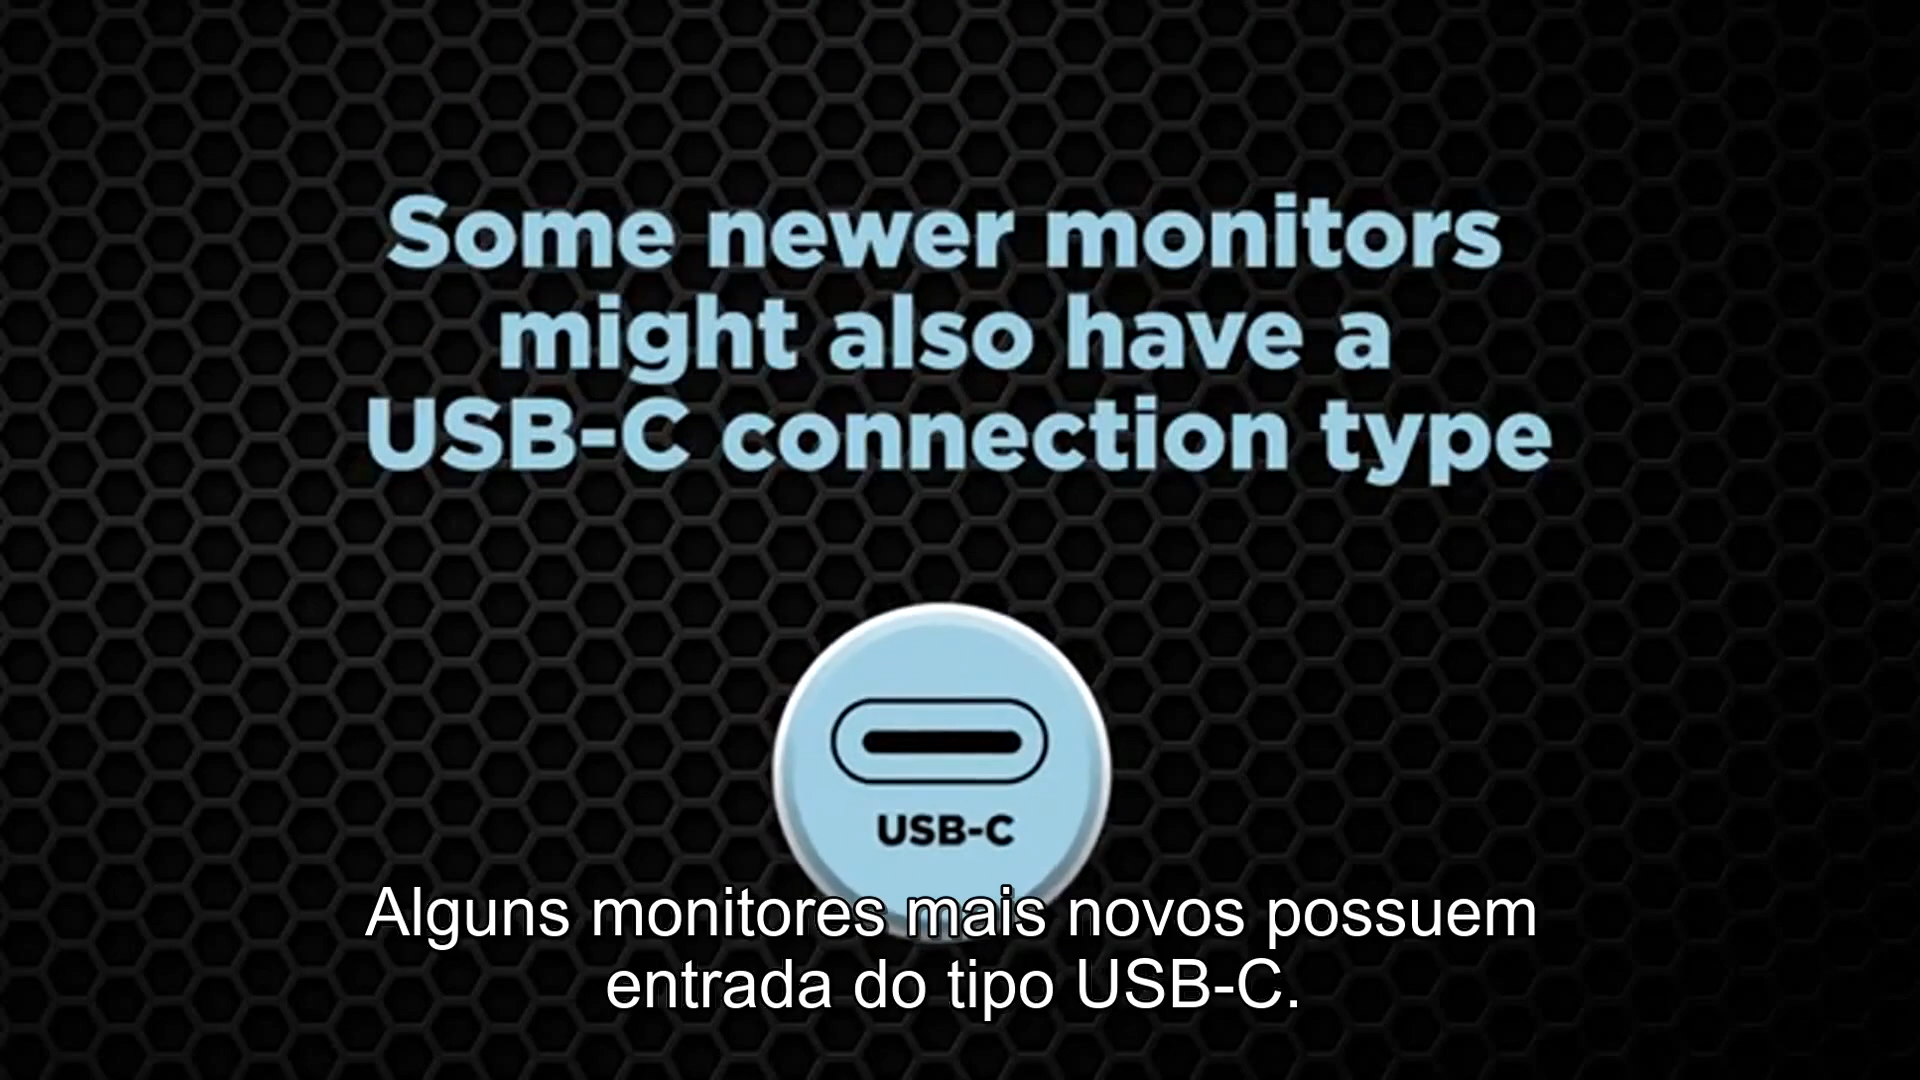 Some newer monitors
might also have a
USB-C connection type
USB-C
Alguns monitores mais novos possuem
entrada do tipo USB-C.